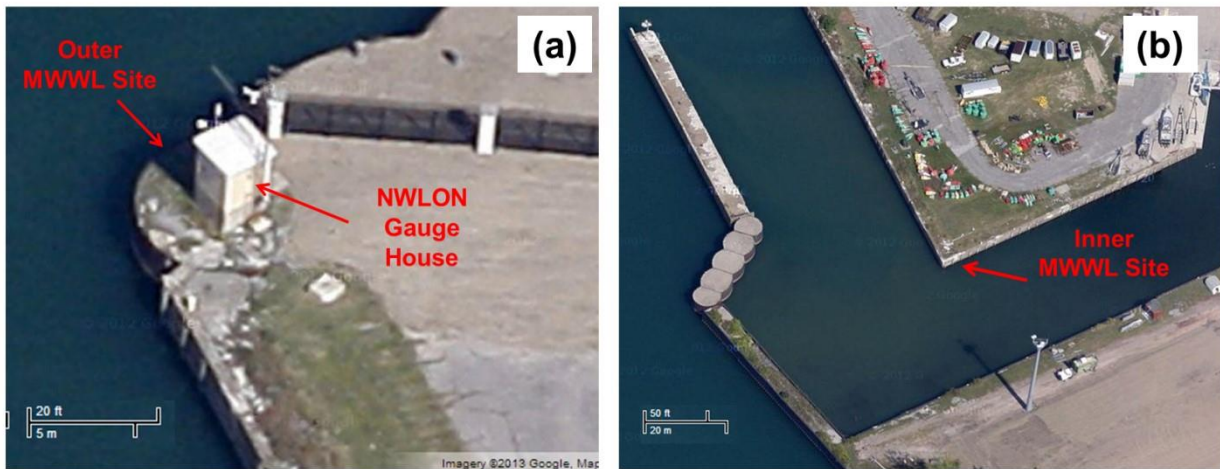 (a)
Outer
MWWL Site
NWLON
Gauge
House
20 ft
5 m
Imagery ©2013 Google, Map
(b)
Inner
MWWL Site
50 ft
20 m